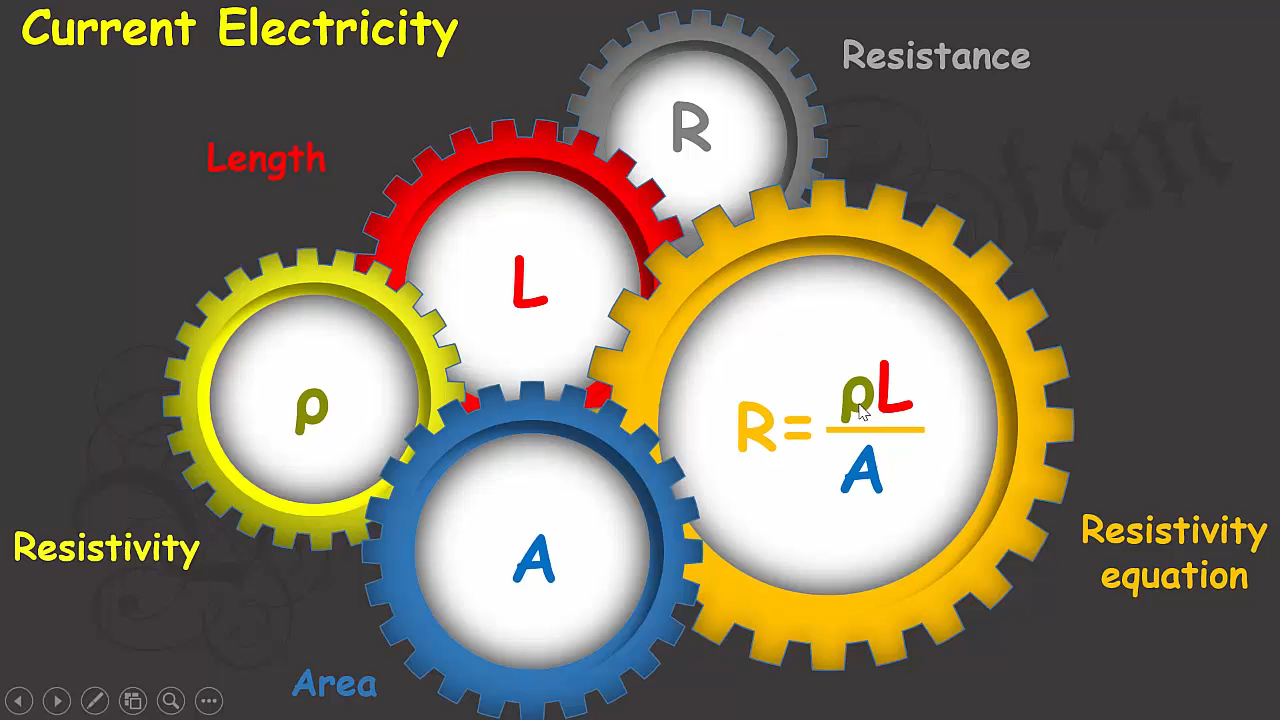 Current Electricity
Resistance
R
Length
L
ρ
R= ρL
A
Resistivity
A
Resistivity
equation
Area